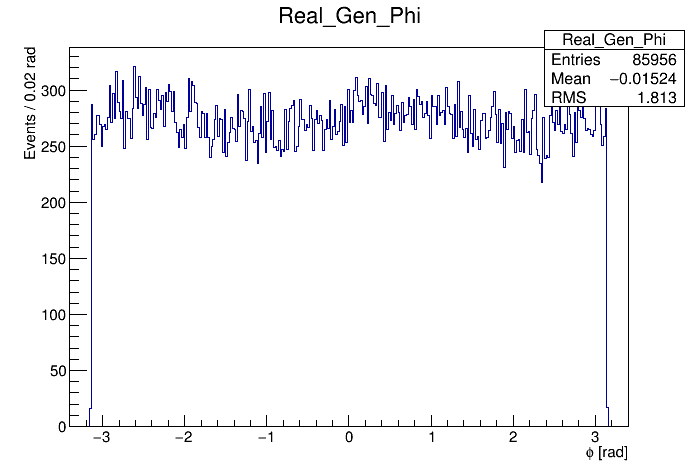 Real_Gen_Phi
Real_Gen_Phi
Entries 85956
Mean −0.01524
RMS 1.813
Events / 0.02 rad
300
250
200
150
100
50
0
−3 −2 −1 0 1 2 3
ϕ [rad]